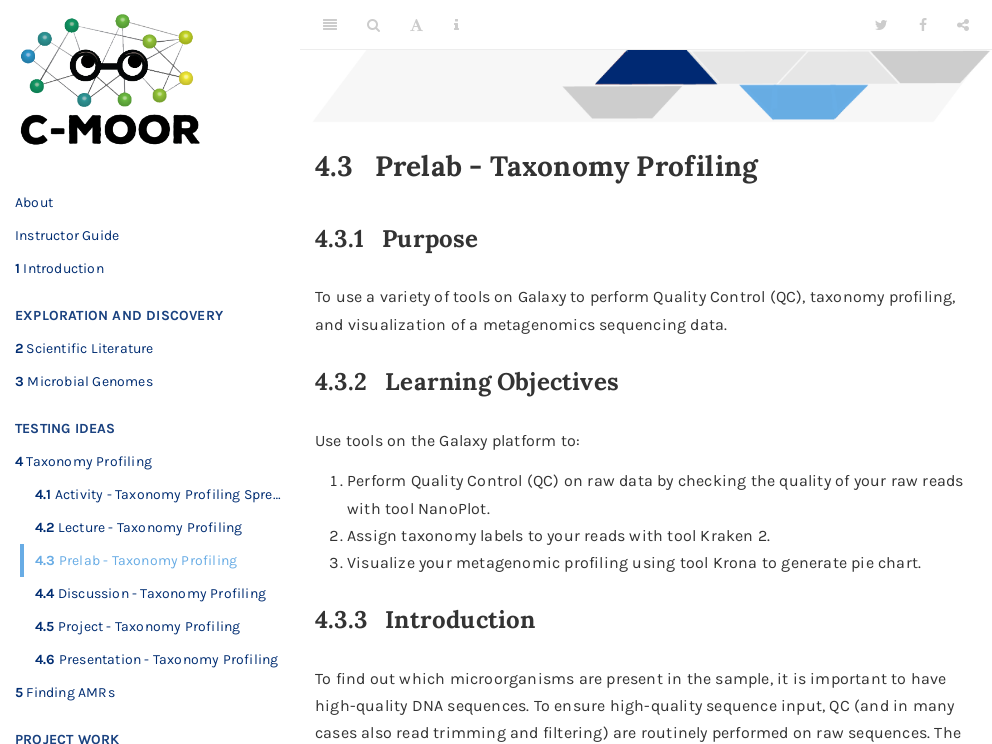 C-MOOR
About
Instructor Guide
1 Introduction
EXPLORATION AND DISCOVERY
2 Scientific Literature
3 Microbial Genomes
TESTING IDEAS
4 Taxonomy Profiling
4.1 Activity - Taxonomy Profiling Spre...
4.2 Lecture - Taxonomy Profiling
4.3 Prelab - Taxonomy Profiling
4.4 Discussion - Taxonomy Profiling
4.5 Project - Taxonomy Profiling
4.6 Presentation - Taxonomy Profiling
5 Finding AMRs
PROJECT WORK
4.3 Prelab - Taxonomy Profiling
4.3.1 Purpose
To use a variety of tools on Galaxy to perform Quality Control (QC), taxonomy profiling,
and visualization of a metagenomics sequencing data.
4.3.2 Learning Objectives
Use tools on the Galaxy platform to:
1. Perform Quality Control (QC) on raw data by checking the quality of your raw reads
with tool NanoPlot.
2. Assign taxonomy labels to your reads with tool Kraken 2.
3. Visualize your metagenomic profiling using tool Krona to generate pie chart.
4.3.3 Introduction
To find out which microorganisms are present in the sample, it is important to have
high-quality DNA sequences. To ensure high-quality sequence input, QC (and in many
cases also read trimming and filtering) are routinely performed on raw sequences. The